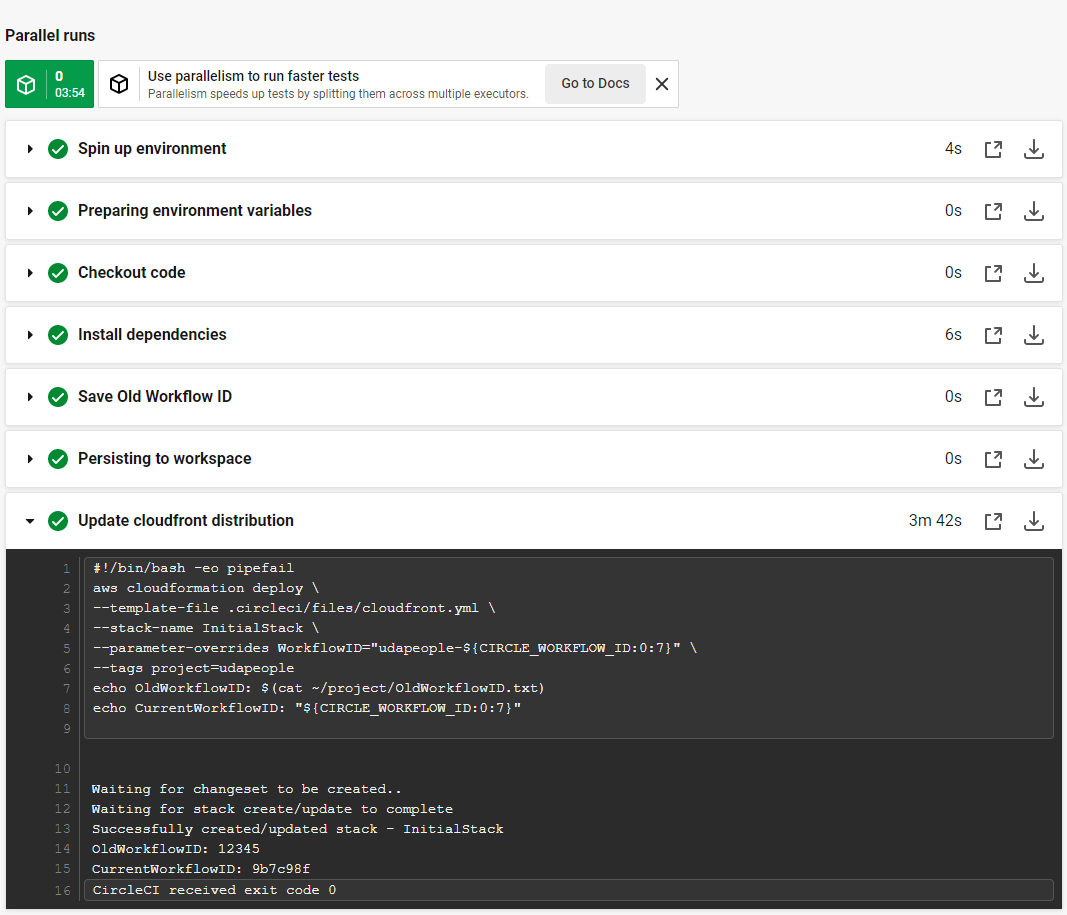 Parallel runs
0
03:54
Use parallelism to run faster tests
Parallelism speeds up tests by splitting them across multiple executors.
Go to Docs
Spin up environment 4s
Preparing environment variables 0s
Checkout code 0s
Install dependencies 6s
Save Old Workflow ID 0s
Persisting to workspace 0s
Update cloudfront distribution 3m 42s
1 #!/bin/bash -eo pipefail
2 aws cloudformation deploy \
3 --template-file .circleci/files/cloudfront.yml \
4 --stack-name InitialStack \
5 --parameter-overrides WorkflowID="udapeople-${CIRCLE_WORKFLOW_ID:0:7}" \
6 --tags project=udapeople
7 echo OldWorkflowID: $(cat ~/project/OldWorkflowID.txt)
8 echo CurrentWorkflowID: "${CIRCLE_WORKFLOW_ID:0:7}"
9
10
11 Waiting for changeset to be created..
12 Waiting for stack create/update to complete
13 Successfully created/updated stack - InitialStack
14 OldWorkflowID: 12345
15 CurrentWorkflowID: 9b7c98f
16 CircleCI received exit code 0